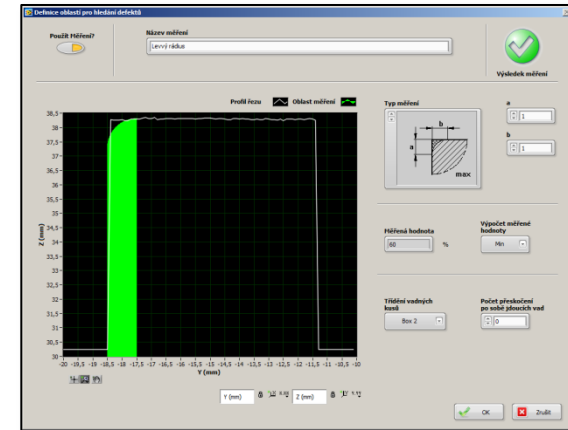 Definice oblastí pro hledání defektů
Použít Měření?
Název měření
Levvý rádius
Výsledek měření
Profil řezu
Oblast měření
Typ měření
a
1
b
1
b
a
max
Z (mm)
38,5
38
37,5
37
36,5
36
35,5
35
34,5
34
33,5
33
32,5
32
31,5
31
30,5
30
-20 -19,5 -19 -18,5 -18 -17,5 -17 -16,5 -16 -15,5 -15 -14,5 -14 -13,5 -13 -12,5 -12 -11,5 -11 -10,5 -10
Y (mm)
Měřená hodnota
60 %
Výpočet měřené
hodnoty
Min
Třídění vadných
kusů
Box 2
Počet přeskočení
po sobě jdoucích vad
0
Y (mm)
Z (mm)
OK
Zrušit